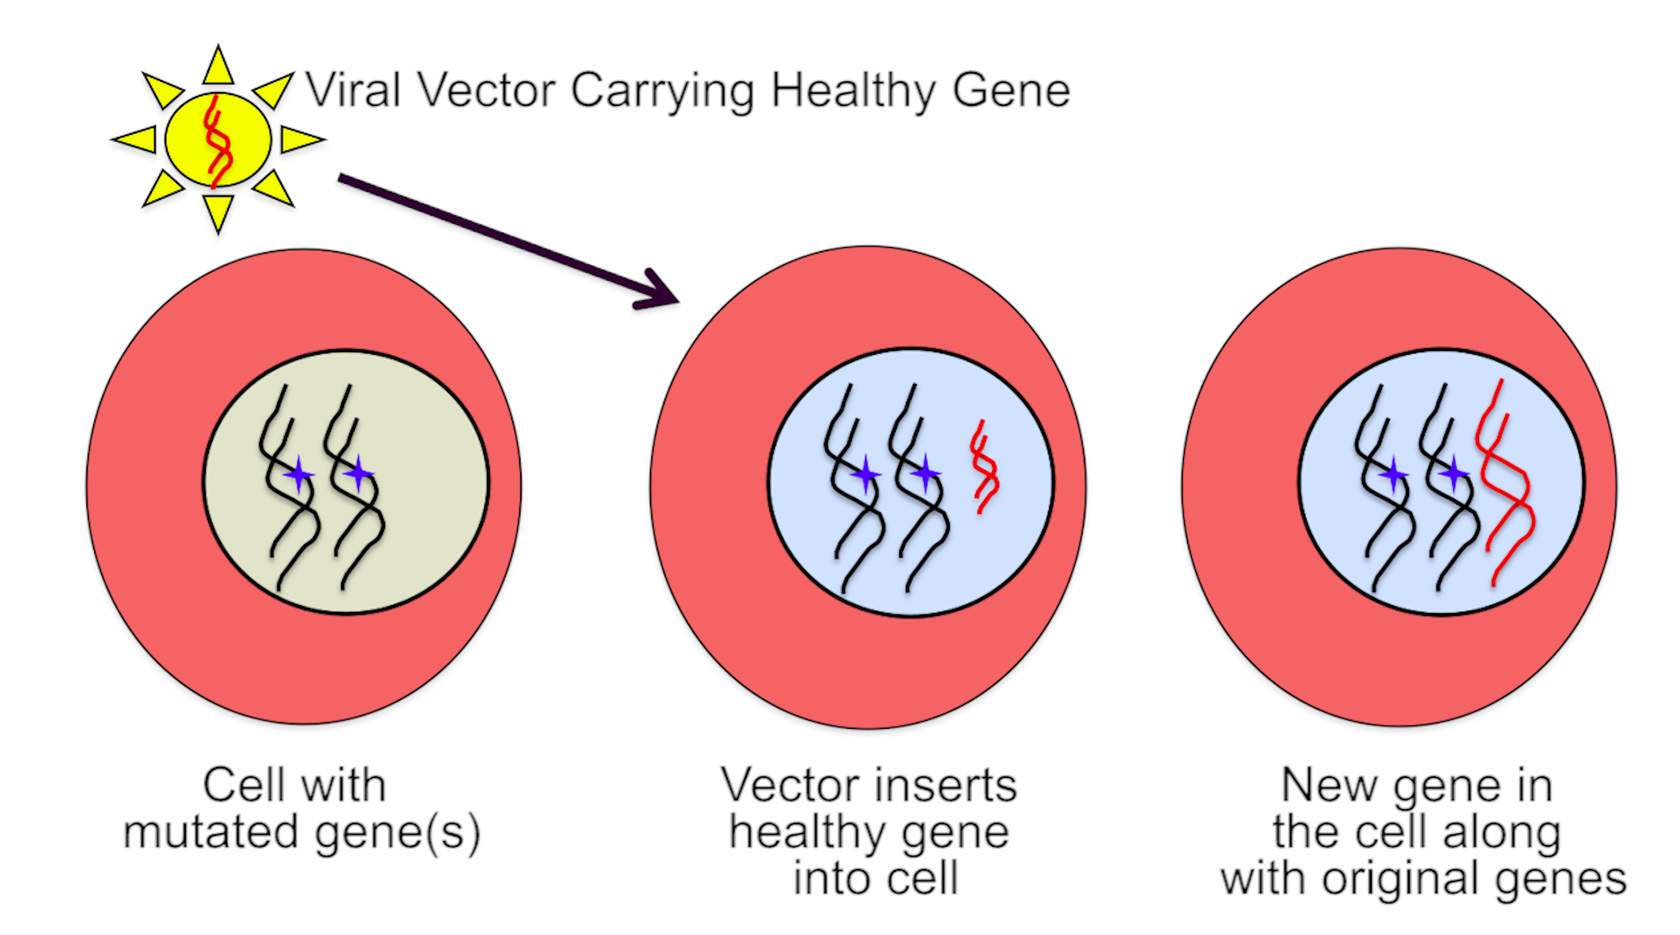 Viral Vector Carrying Healthy Gene
Cell with
mutated gene(s)
Vector inserts
healthy gene
into cell
New gene in
the cell along
with original genes